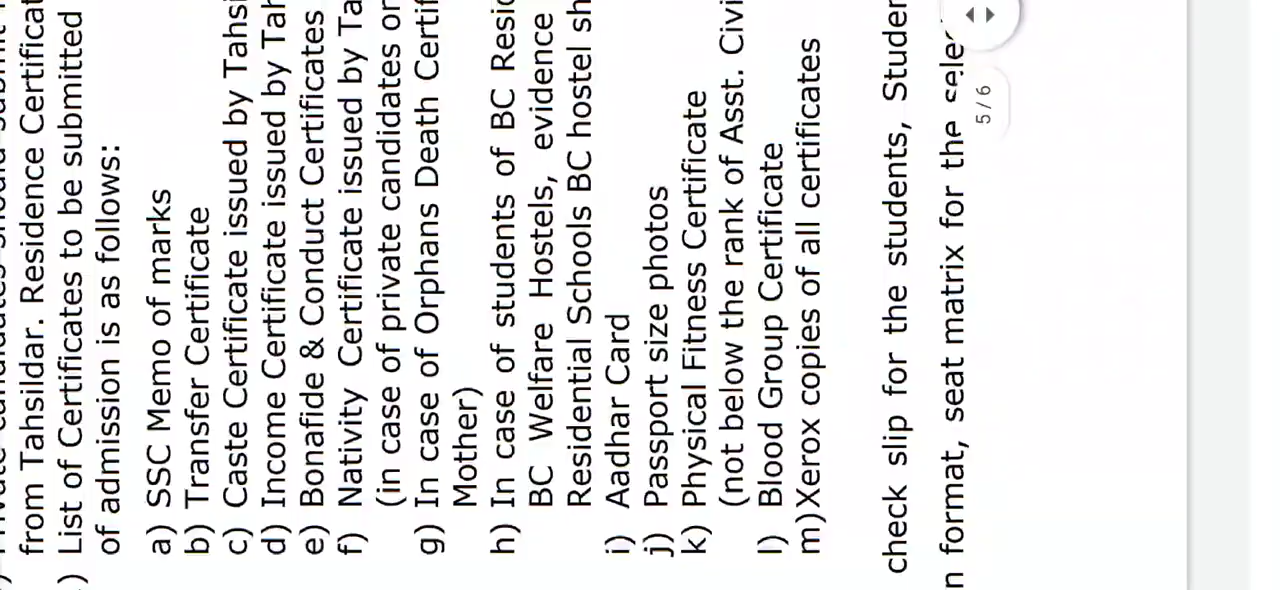 from Tahsildar. Residence Certificat
List of Certificates to be submitted
of admission is as follows:
a) SSC Memo of marks
b) Transfer Certificate
c) Caste Certificate issued by Tahsi
d) Income Certificate issued by Tah
e) Bonafide & Conduct Certificates
f) Nativity Certificate issued by Ta
(in case of private candidates or
g) In case of Orphans Death Certif
Mother)
h) In case of students of BC Resid
BC Welfare Hostels, evidence
Residential Schools BC hostel sh
i) Aadhar Card
j) Passport size photos
k) Physical Fitness Certificate
(not below the rank of Asst. Civi
l) Blood Group Certificate
m)Xerox copies of all certificates
check slip for the students, Studen
n format, seat matrix for the selec
5/6